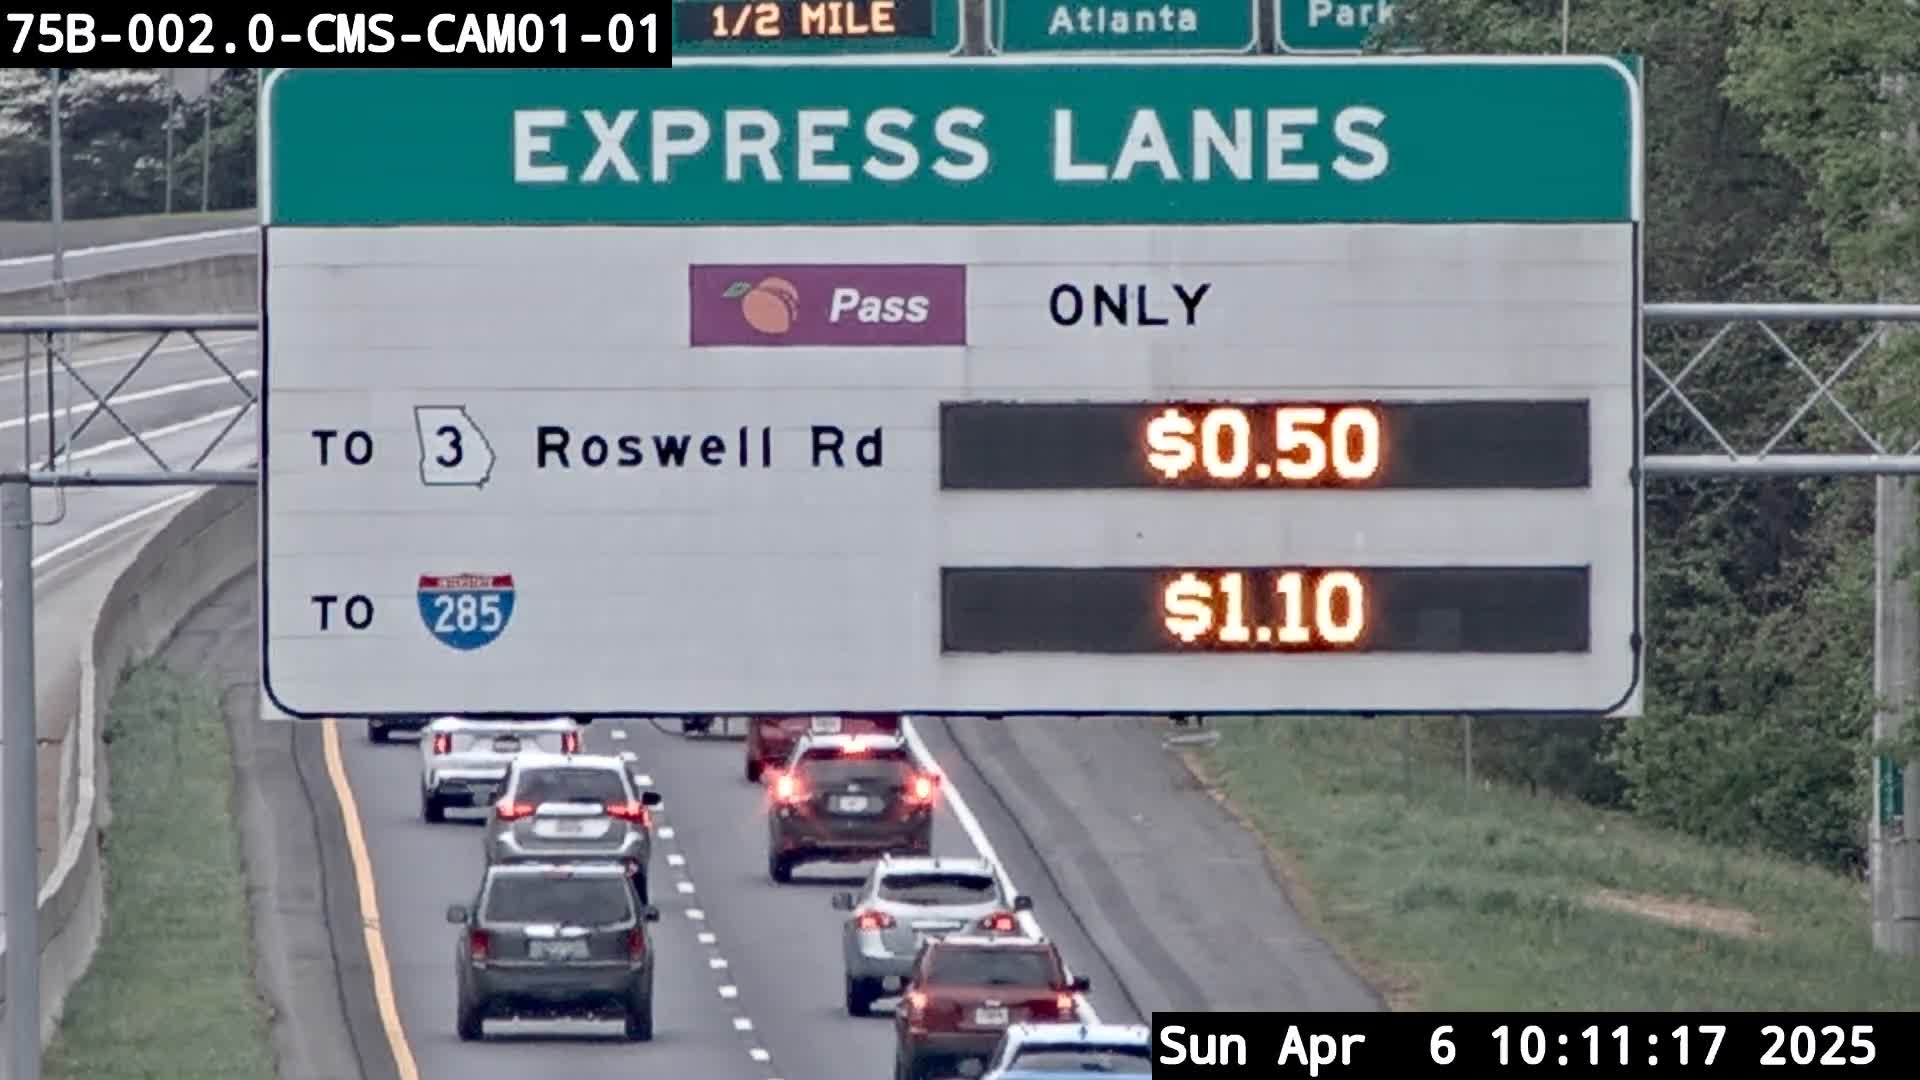 75B-002.0-CMS-CAM01-01
1/2 MILE
Atlanta
Park
EXPRESS LANES
Pass ONLY
TO 3 Roswell Rd $0.50
TO 285 $1.10
Sun Apr 6 10:11:17 2025